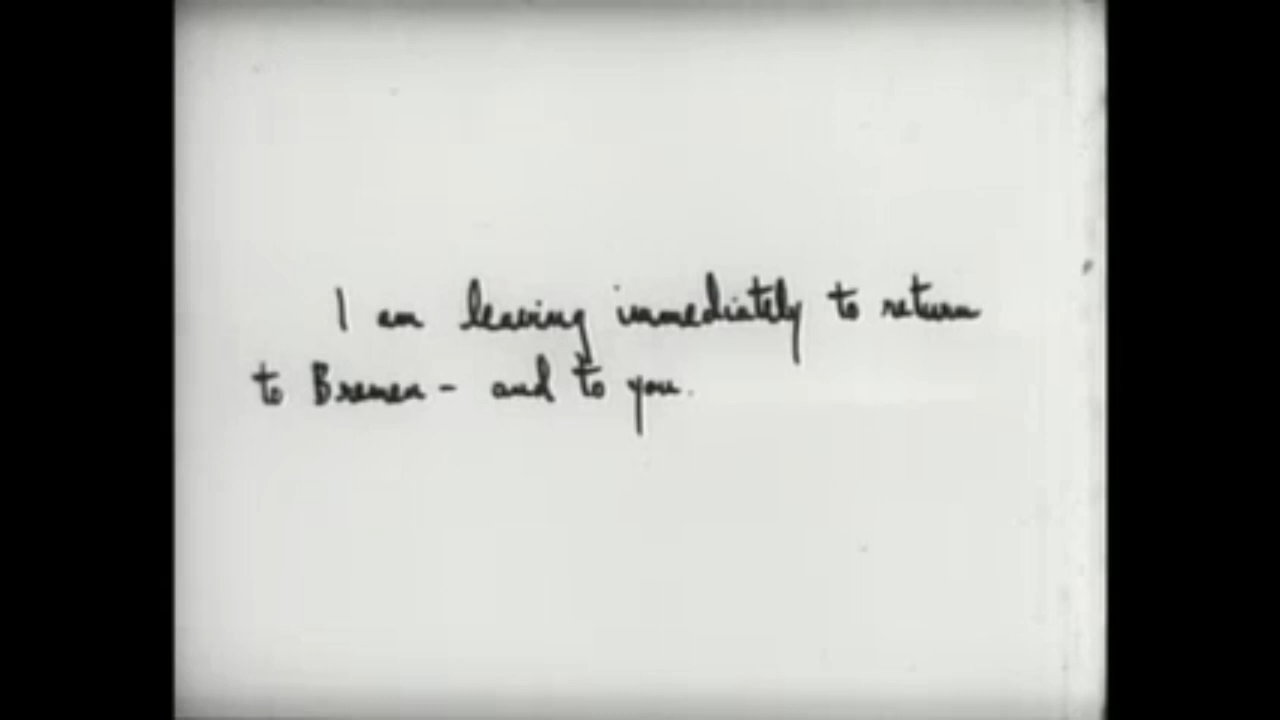 I am leaving immediately to return
to Bremen - and to you.